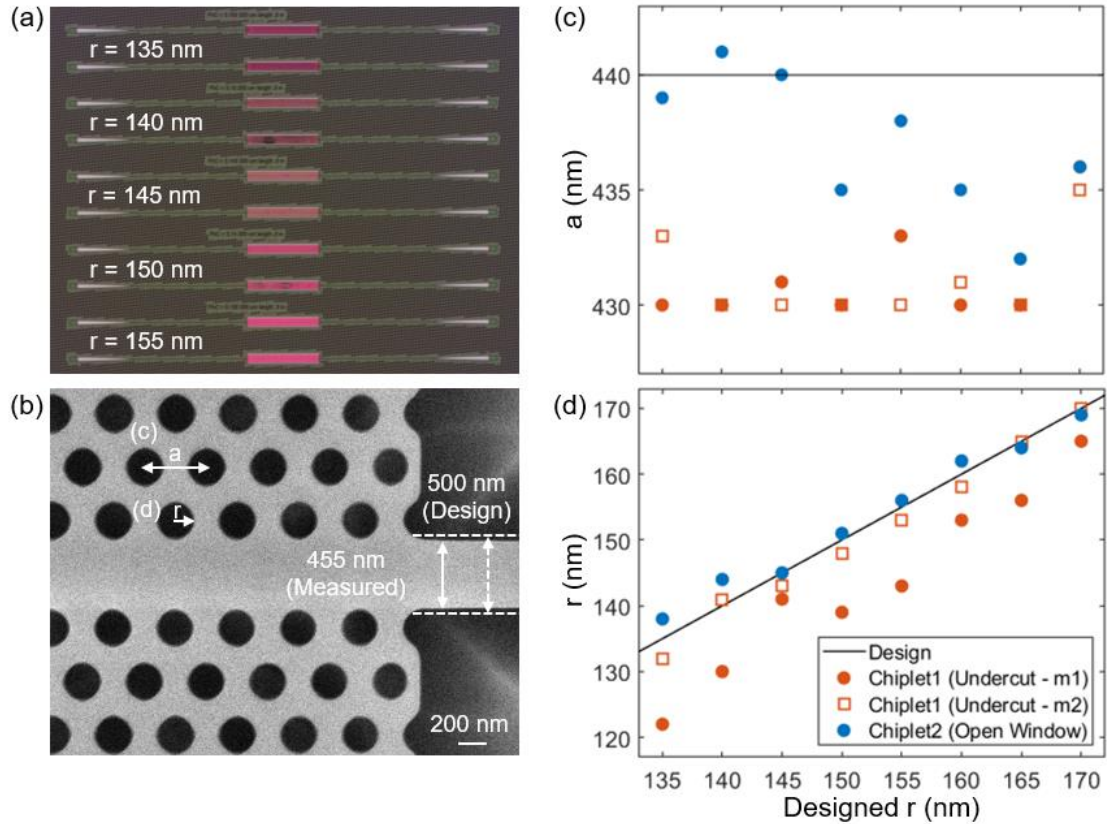 (a)
r = 135 nm
r = 140 nm
r = 145 nm
r = 150 nm
r = 155 nm
(b)
(c)
a
(d)
r
500 nm
(Design)
455 nm
(Measured)
200 nm
(c)
a (nm)
440
435
430
(d)
r (nm)
170
160
150
140
130
120
Design
Chiplet1 (Undercut - m1)
Chiplet1 (Undercut - m2)
Chiplet2 (Open Window)
135 140 145 150 155 160 165 170
Designed r (nm)